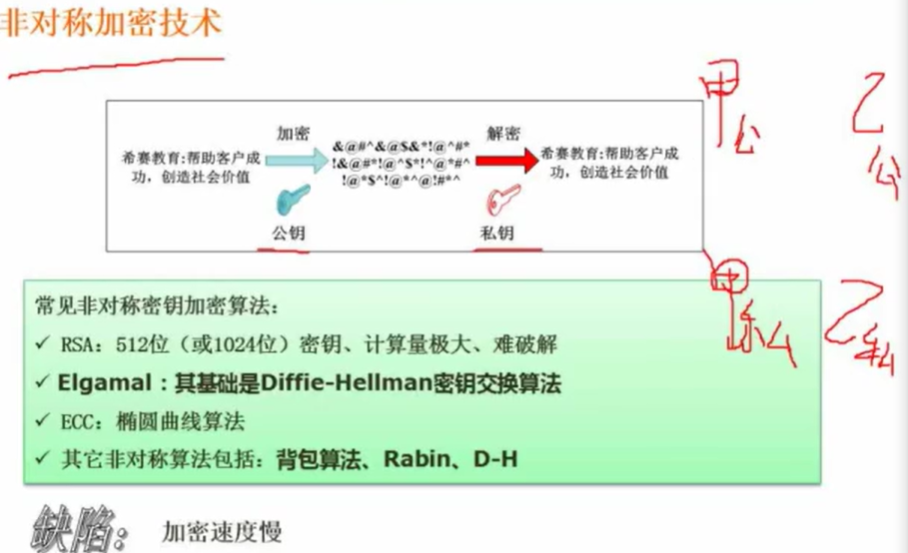 非对称加密技术
加密
解密
希赛教育:帮助客户成
功，创造社会价值
&@#^&@$&*!@^#*
!&@#*!@^$*!^@*#^
!@*$^!@*^@!#*^
希赛教育:帮助客户成
功，创造社会价值
公钥
私钥
甲公
乙公
甲私
乙私
常见非对称密钥加密算法：
✓ RSA：512位（或1024位）密钥、计算量极大、难破解
✓ Elgamal：其基础是Diffie-Hellman密钥交换算法
✓ ECC：椭圆曲线算法
✓ 其它非对称算法包括：背包算法、Rabin、D-H
缺陷：
加密速度慢